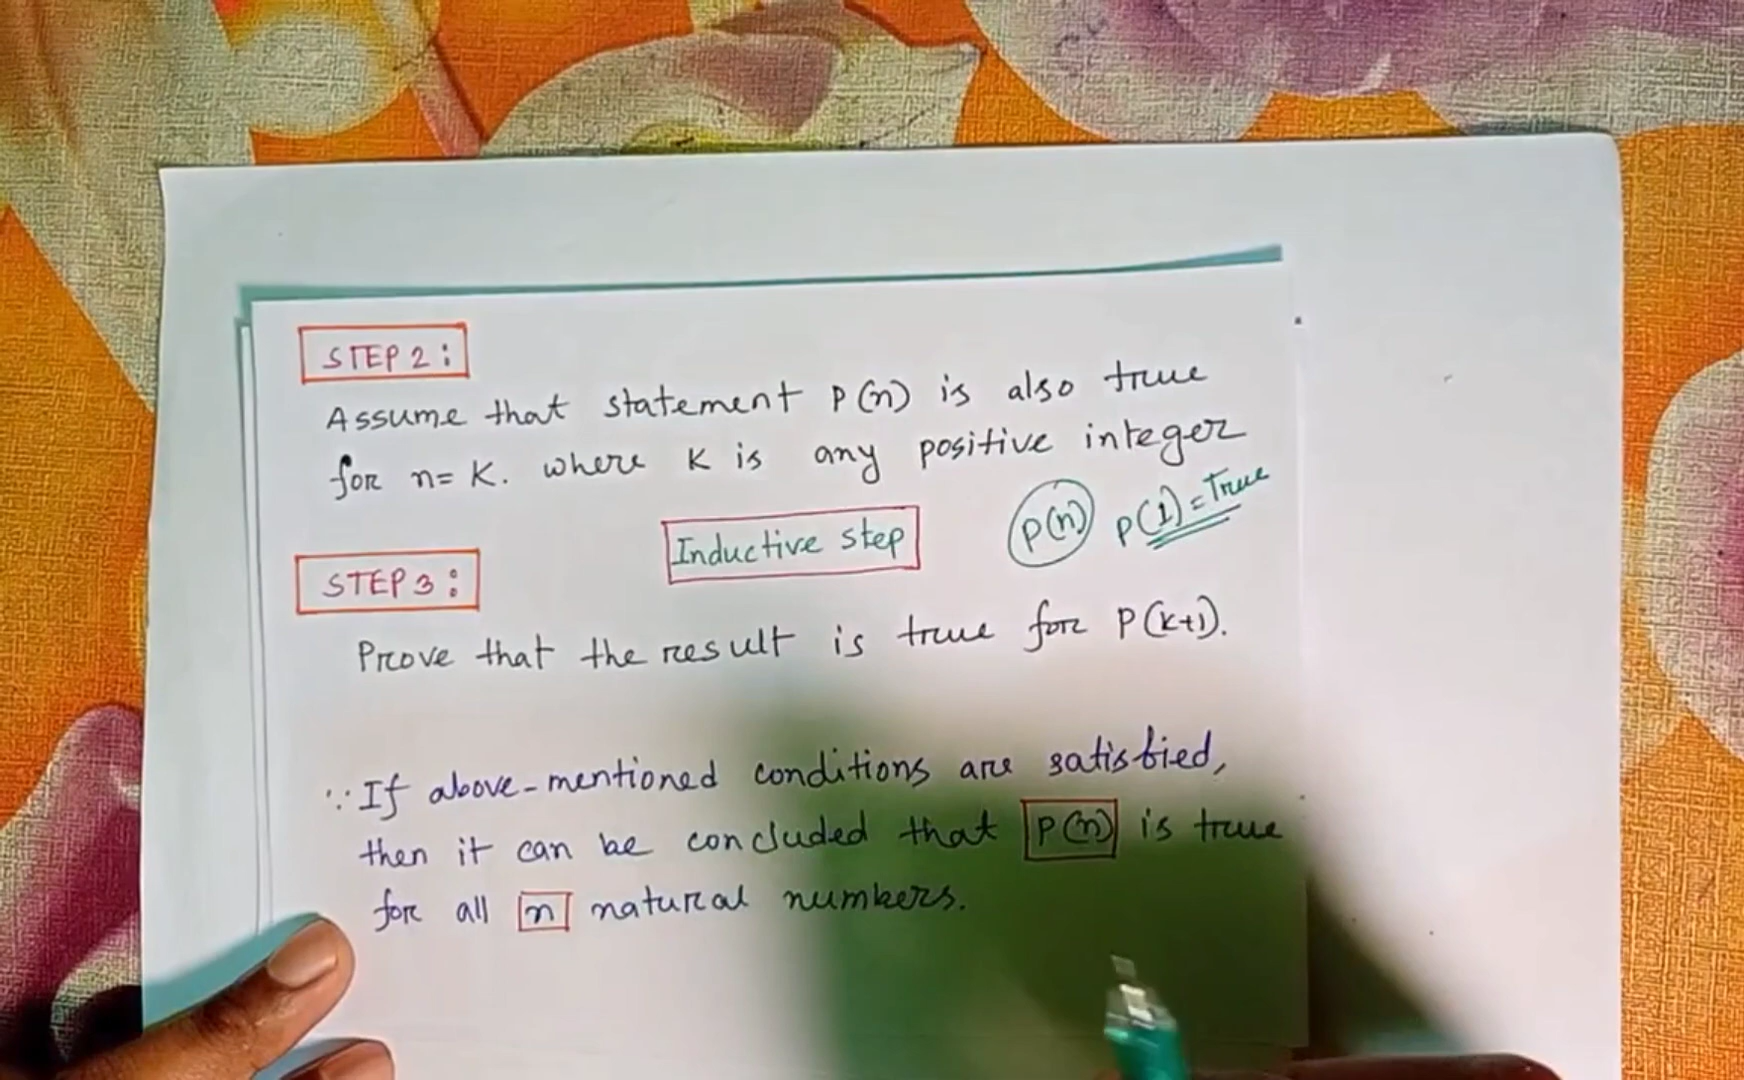 STEP 2:
Assume that statement P(n) is also true
for n= K. where K is any positive integer
Inductive step
P(n) P(1) = True
STEP 3:
Prove that the result is true for P(k+1).
∵ If above-mentioned conditions are satisfied,
then it can be concluded that P(n) is true
for all n natural numbers.